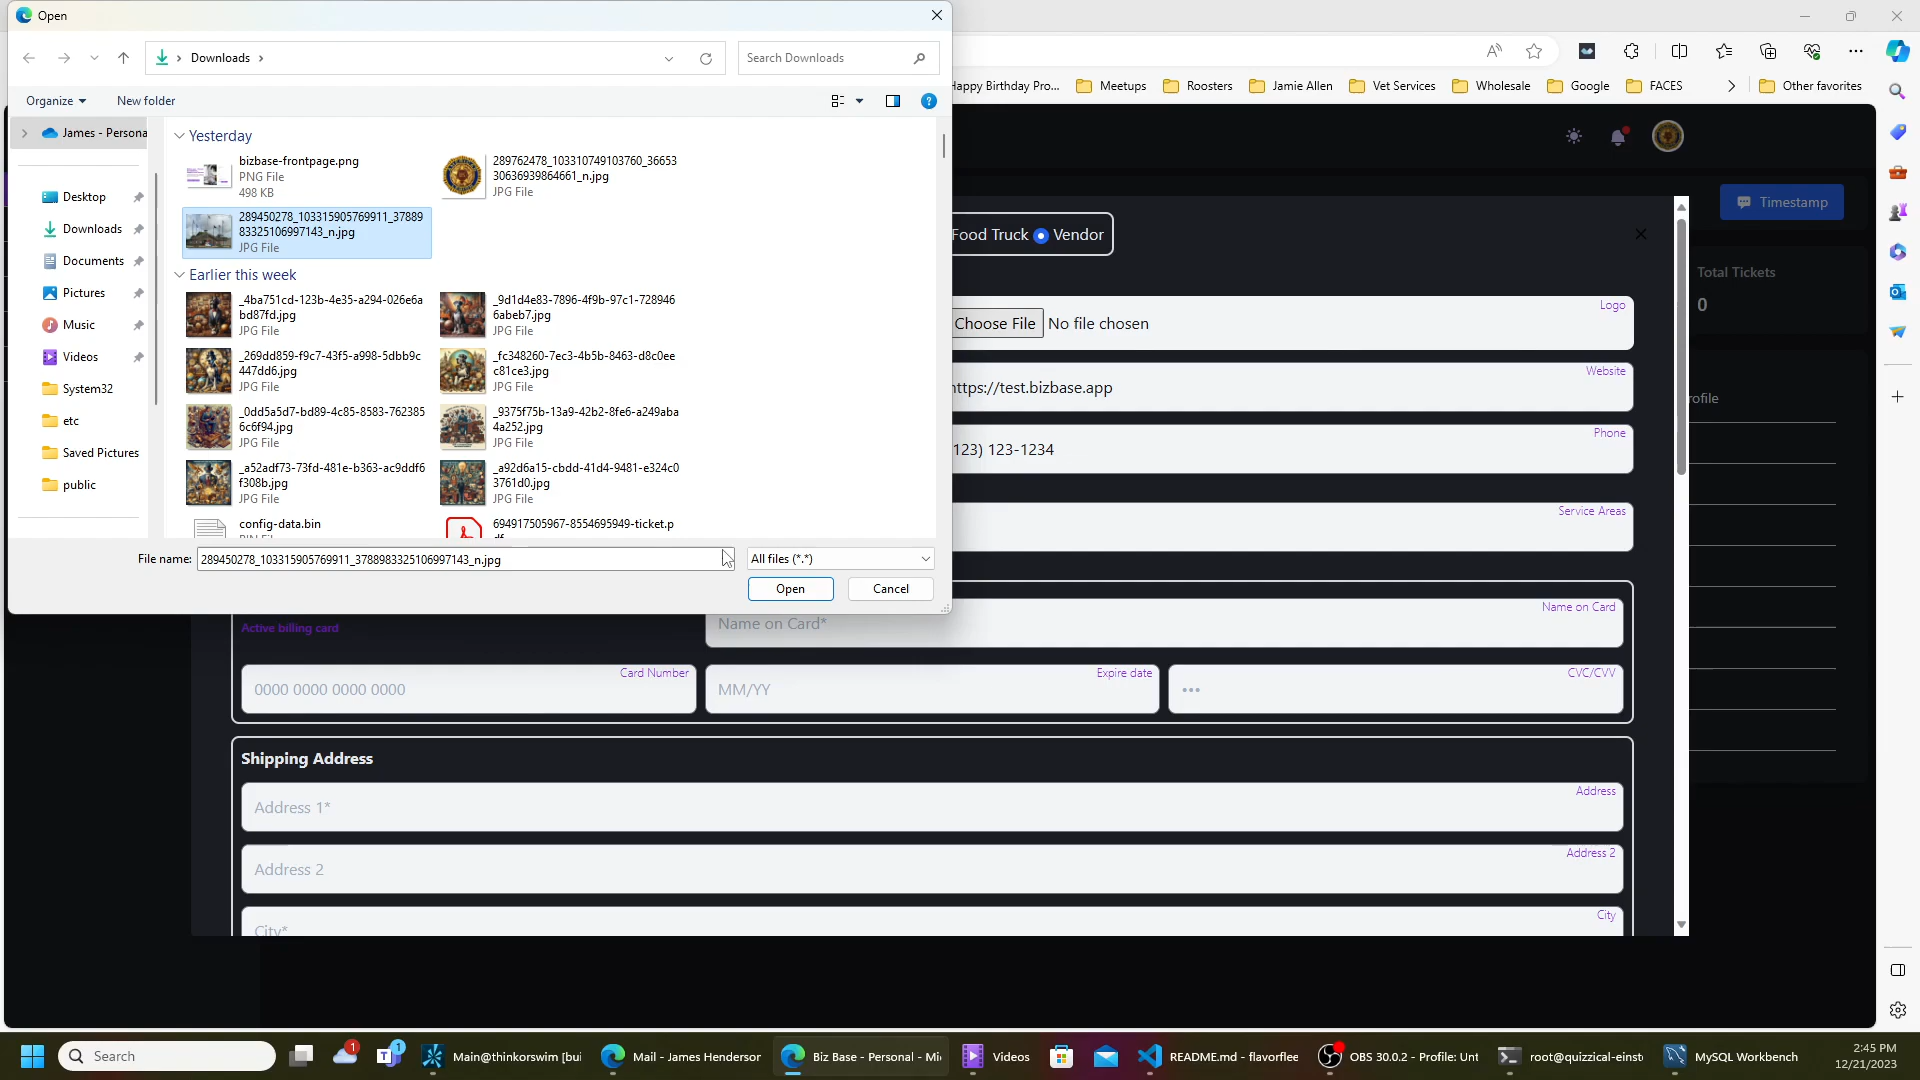 Open
Downloads
Search Downloads
Happy Birthday Pro...
Meetups
Roosters
Jamie Allen
Vet Services
Wholesale
Google
FACES
Other favorites
Organize
New folder
James - Persona
Desktop
Downloads
Documents
Pictures
Music
Videos
System32
etc
Saved Pictures
public
Yesterday
bizbase-frontpage.png
PNG File
498 KB
289762478_103310749103760_36653
30636939864661_n.jpg
JPG File
289450278_103315905769911_37889
83325106997143_n.jpg
JPG File
Earlier this week
_4ba751cd-123b-4e35-a294-026e6a
bd87fd.jpg
JPG File
_9d1d4e83-7896-4f9b-97c1-728946
6abeb7.jpg
JPG File
_269dd859-f9c7-43f5-a998-5dbb9c
447dd6.jpg
JPG File
_fc348260-7ec3-4b5b-8463-d8c0ee
c81ce3.jpg
JPG File
_0dd5a5d7-bd89-4c85-8583-762385
6c6f94.jpg
JPG File
_9375f75b-13a9-42b2-8fe6-a249aba
4a252.jpg
JPG File
_a52adf73-73fd-481e-b363-ac9ddf6
f308b.jpg
JPG File
_a92d6a15-cbdd-41d4-9481-e324c0
3761d0.jpg
JPG File
config-data.bin
694917505967-8554695949-ticket.p
df
File name:
289450278_103315905769911_3788983325106997143_n.jpg
All files (*.*)
Open
Cancel
Timestamp
Food Truck
Vendor
Total Tickets
0
Logo
Choose File
No file chosen
Website
https://test.bizbase.app
rofile
Phone
123) 123-1234
Service Areas
Active billing card
Name on Card
Name on Card*
Card Number
0000 0000 0000 0000
Expire date
MM/YY
CVC/CVV
•••
Shipping Address
Address
Address 1*
Address 2
Address 2
City
City*
Search
1
1
Main@thinkorswim [bui
Mail - James Hendersor
Biz Base - Personal - Mi
Videos
README.md - flavorflee
OBS 30.0.2 - Profile: Unt
root@quizzical-einst
MySQL Workbench
2:45 PM
12/21/2023